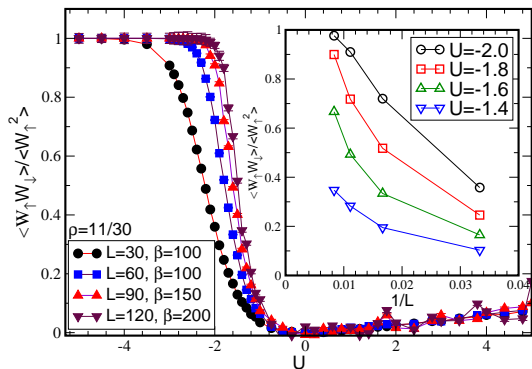 <W↑W↓>/<W↑²>
1
0.8
0.6
0.4
0.2
0
-4
-2
0
2
4
U
ρ=11/30
L=30, β=100
L=60, β=100
L=90, β=150
L=120, β=200
<W↑W↓>/<W↑²>
1
0.8
0.6
0.4
0.2
0
0
0.01
0.02
0.03
0.04
1/L
U=-2.0
U=-1.8
U=-1.6
U=-1.4